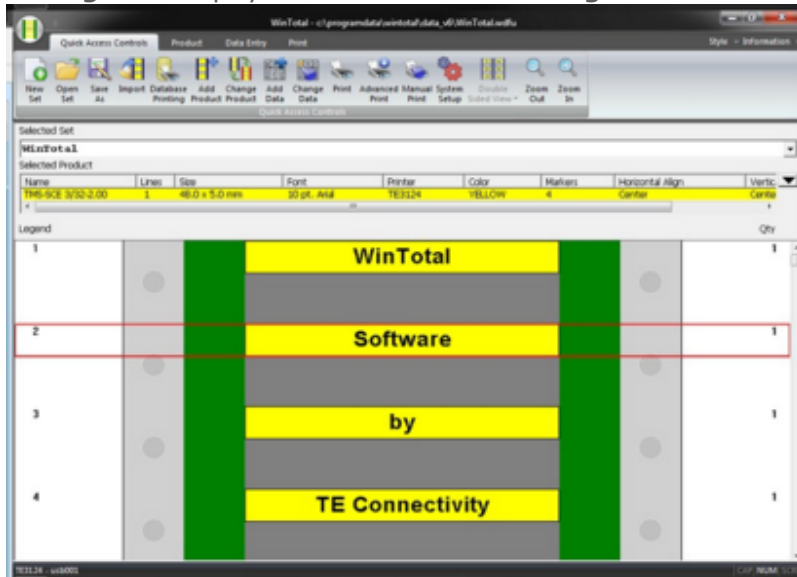 WinTotal - c:\programdata\wintotal\data_v6\WinTotal.wdfu
Quick Access Controls Product Data Entry Print Style Information
New Set Open Set Save As Import Database Printing Add Product Change Product Add Data Change Data Print Advanced Print Manual Print System Setup Double Sided View Zoom Out Zoom In
Quick Access Controls
Selected Set
WinTotal
Selected Product
Name Lines Size Font Printer Color Markers Horizontal Align Vertic
TMS-SCE 3/32-2.00 1 48.0 x 5.0 mm 10 pt. Arial TE3124 YELLOW 4 Center Cente
Legend Qty
1 WinTotal 1
2 Software 1
3 by 1
4 TE Connectivity 1
TE3124 - usb001 CAP NUM SCR